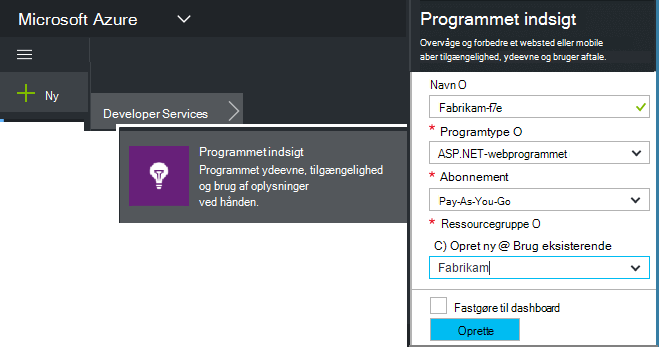 Microsoft Azure
Ny
Developer Services
Programmet indsigt
Programmet ydeevne, tilgængelighed
og brug af oplysninger
ved hånden.
Programmet indsigt
Overvåge og forbedre et websted eller mobile
aber tilgængelighed, ydeevne og bruger aftale.
Navn O
Fabrikam-f7e
* Programtype O
ASP.NET-webprogrammet
* Abonnement
Pay-As-You-Go
* Ressourcegruppe O
C) Opret ny @ Brug eksisterende
Fabrikam
Fastgøre til dashboard
Oprette